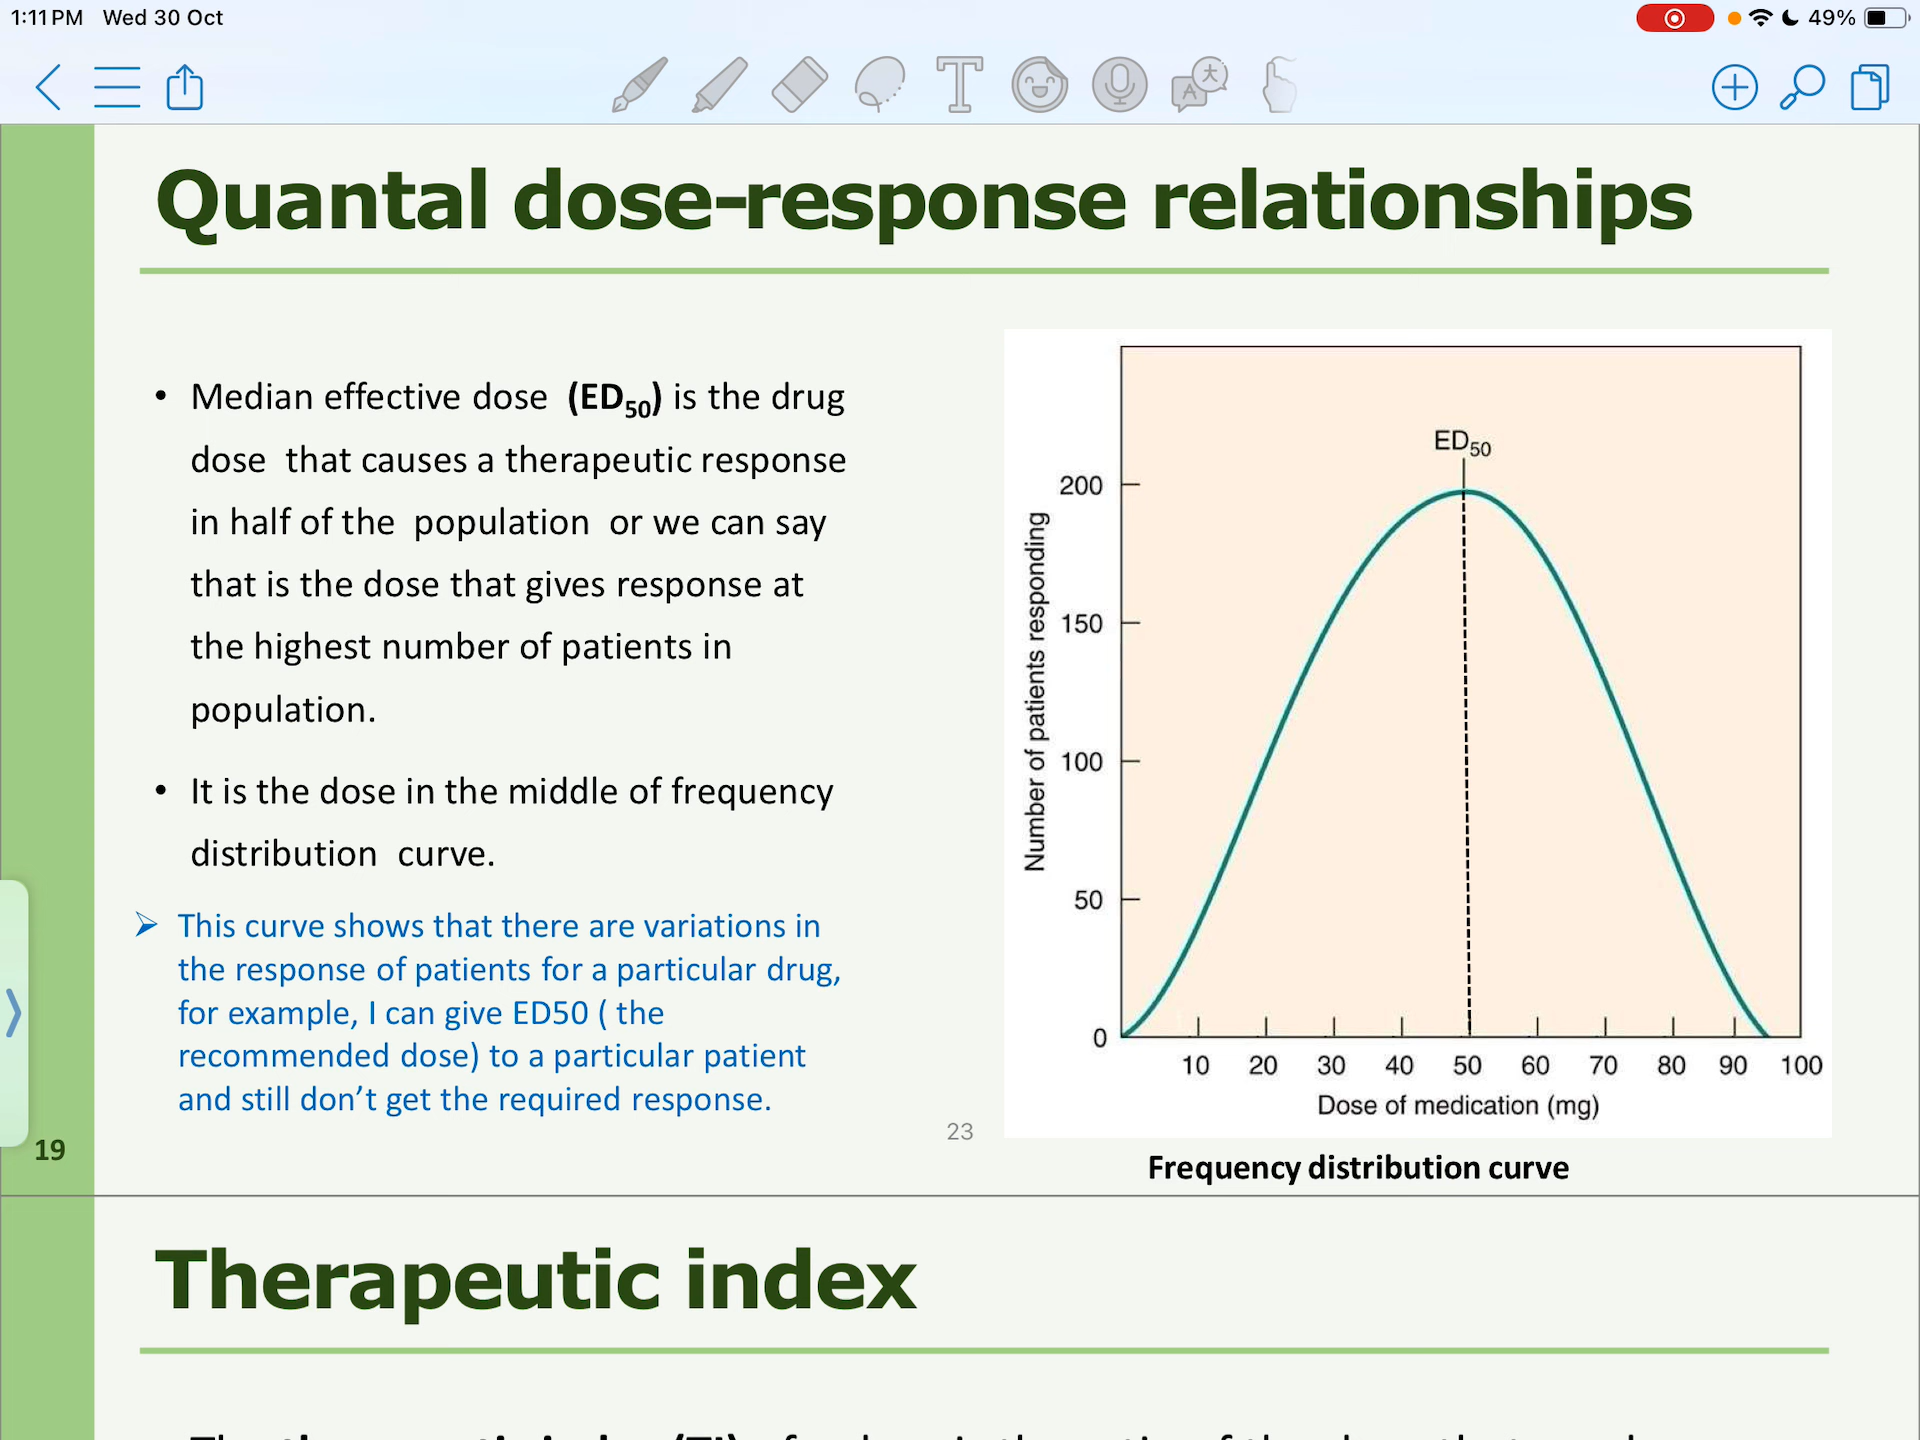 1:11 PM Wed 30 Oct
49%
Quantal dose-response relationships
• Median effective dose (ED50) is the drug
dose that causes a therapeutic response
in half of the population or we can say
that is the dose that gives response at
the highest number of patients in
population.
• It is the dose in the middle of frequency
distribution curve.
➢ This curve shows that there are variations in
the response of patients for a particular drug,
for example, I can give ED50 ( the
recommended dose) to a particular patient
and still don’t get the required response.
19
23
ED50
Number of patients responding
200
150
100
50
0
10 20 30 40 50 60 70 80 90 100
Dose of medication (mg)
Frequency distribution curve
Therapeutic index